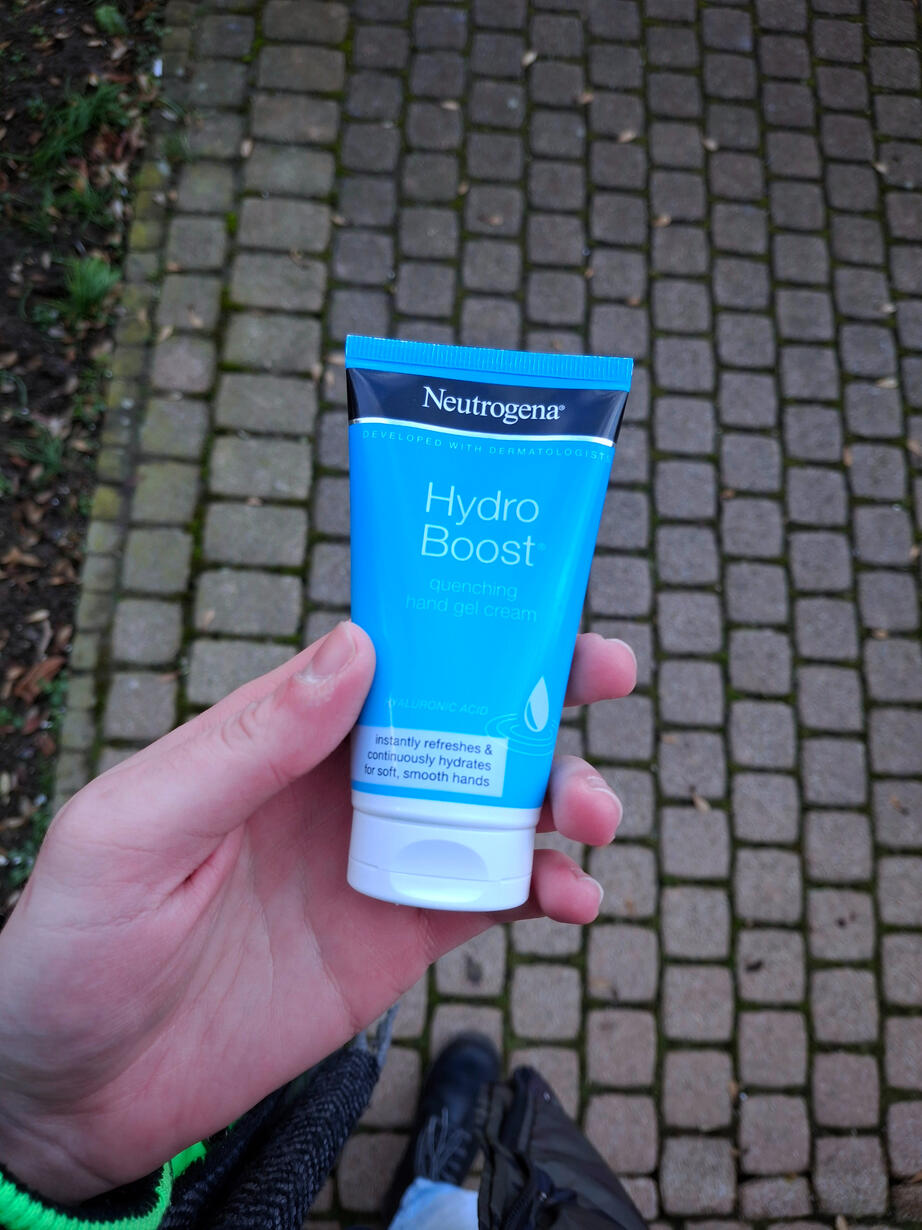 Neutrogena®
DEVELOPED WITH DERMATOLOGISTS
Hydro
Boost®
quenching
hand gel cream
HYALURONIC ACID
instantly refreshes &
continuously hydrates
for soft, smooth hands